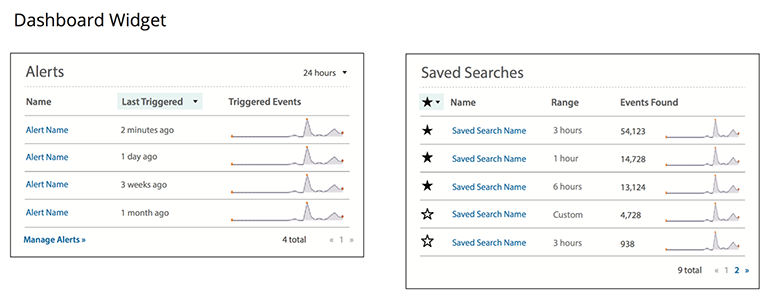 Dashboard Widget
Alerts
24 hours
Name Last Triggered Triggered Events
Alert Name 2 minutes ago
Alert Name 1 day ago
Alert Name 3 weeks ago
Alert Name 1 month ago
Manage Alerts » 4 total « 1 »
Saved Searches
★ Name Range Events Found
★ Saved Search Name 3 hours 54,123
★ Saved Search Name 1 hour 14,728
★ Saved Search Name 6 hours 13,124
☆ Saved Search Name Custom 4,728
☆ Saved Search Name 3 hours 938
9 total « 1 2 »